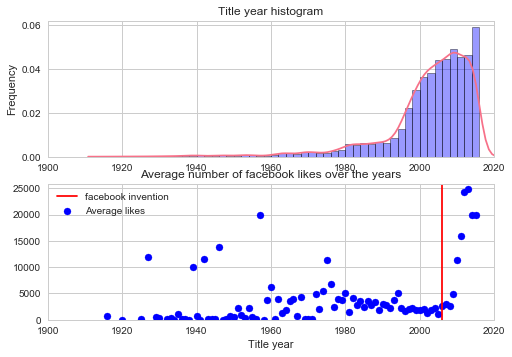 Title year histogram
0.06
0.04
0.02
0.00
Frequency
1900 1920 1940 1960 1980 2000 2020
Average number of facebook likes over the years
25000
20000
15000
10000
5000
0
facebook invention
Average likes
1900 1920 1940 1960 1980 2000 2020
Title year